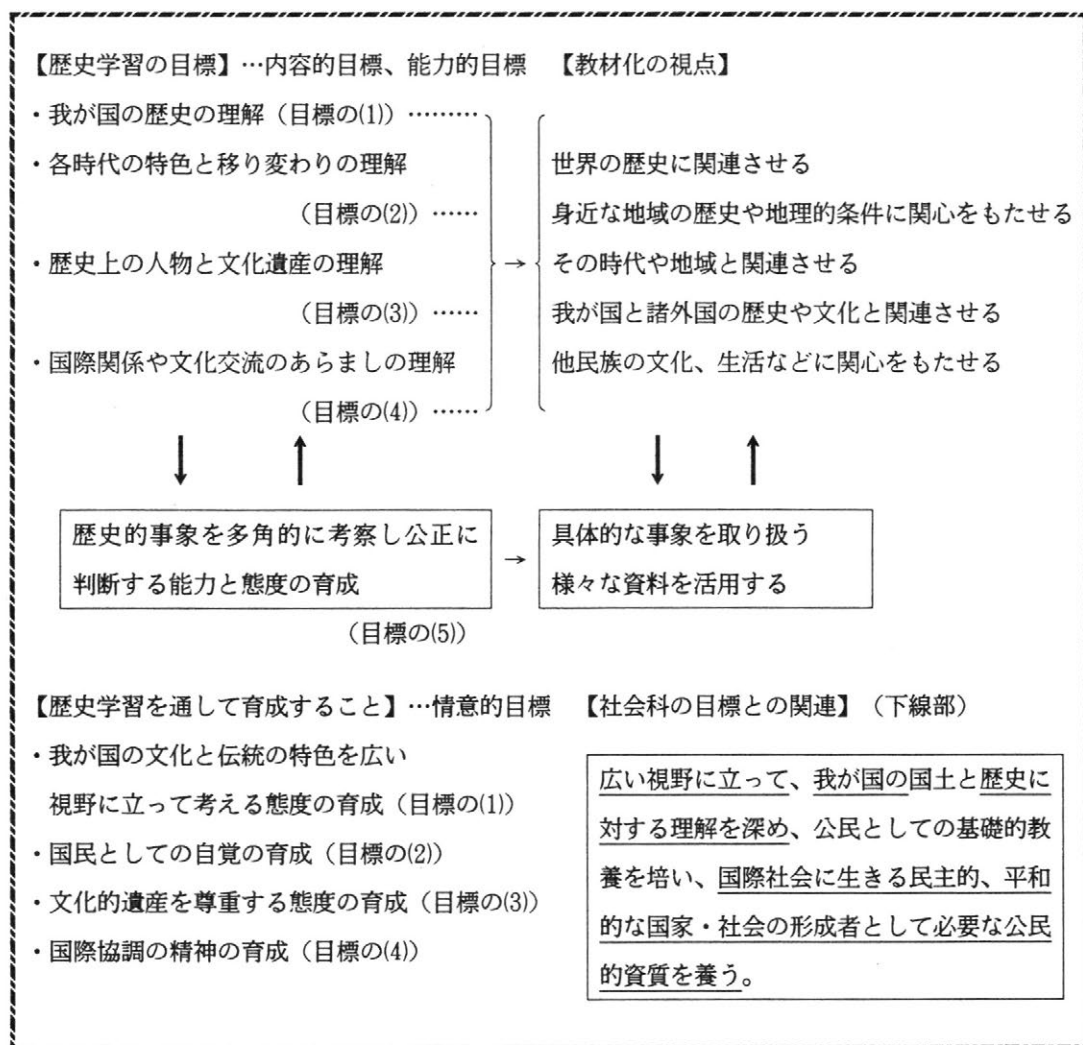 【歴史学習の目標】…内容的目標、能力的目標 【教材化の視点】
・我が国の歴史の理解（目標の(1)）………
・各時代の特色と移り変わりの理解
（目標の(2)）……
・歴史上の人物と文化遺産の理解
（目標の(3)）……
・国際関係や文化交流のあらましの理解
（目標の(4)）……
→
世界の歴史に関連させる
身近な地域の歴史や地理的条件に関心をもたせる
その時代や地域と関連させる
我が国と諸外国の歴史や文化と関連させる
他民族の文化、生活などに関心をもたせる
↓ ↑ ↓ ↑
歴史的事象を多角的に考察し公正に
判断する能力と態度の育成
（目標の(5)）
→
具体的な事象を取り扱う
様々な資料を活用する
【歴史学習を通して育成すること】…情意的目標
・我が国の文化と伝統の特色を広い
視野に立って考える態度の育成（目標の(1)）
・国民としての自覚の育成（目標の(2)）
・文化的遺産を尊重する態度の育成（目標の(3)）
・国際協調の精神の育成（目標の(4)）
【社会科の目標との関連】（下線部）
広い視野に立って、我が国の国土と歴史に
対する理解を深め、公民としての基礎的教
養を培い、国際社会に生きる民主的、平和
的な国家・社会の形成者として必要な公民
的資質を養う。